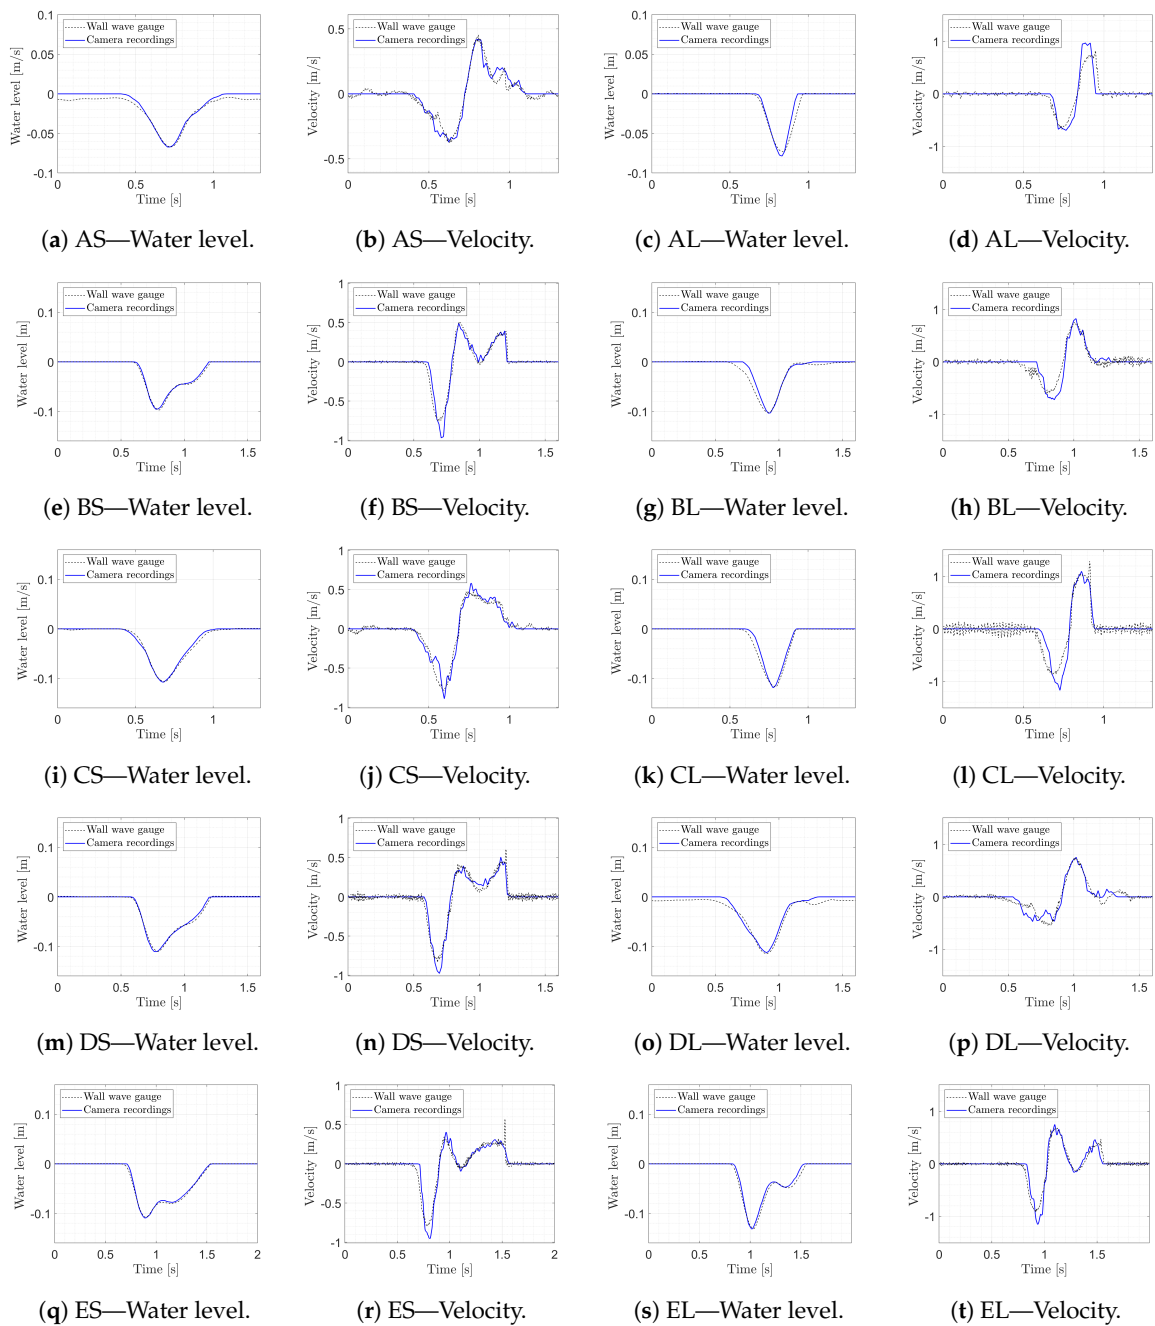 Wall wave gauge
Camera recordings
Water level [m/s]
0.1
0.05
0
-0.05
-0.1
0 0.5 1
Time [s]
(a) AS—Water level.
Wall wave gauge
Camera recordings
Velocity [m/s]
0.5
0
-0.5
0 0.5 1
Time [s]
(b) AS—Velocity.
Wall wave gauge
Camera recordings
Water level [m]
0.1
0.05
0
-0.05
-0.1
0 0.5 1
Time [s]
(c) AL—Water level.
Wall wave gauge
Camera recordings
Velocity [m/s]
1
0
-1
0 0.5 1
Time [s]
(d) AL—Velocity.
Wall wave gauge
Camera recordings
Water level [m]
0.1
0
-0.1
0 0.5 1 1.5
Time [s]
(e) BS—Water level.
Wall wave gauge
Camera recordings
Velocity [m/s]
1
0.5
0
-0.5
-1
0 0.5 1 1.5
Time [s]
(f) BS—Velocity.
Wall wave gauge
Camera recordings
Water level [m]
0.1
0
-0.1
0 0.5 1 1.5
Time [s]
(g) BL—Water level.
Wall wave gauge
Camera recordings
Velocity [m/s]
1
0
-1
0 0.5 1 1.5
Time [s]
(h) BL—Velocity.
Wall wave gauge
Camera recordings
Water level [m/s]
0.1
0
-0.1
0 0.5 1
Time [s]
(i) CS—Water level.
Wall wave gauge
Camera recordings
Velocity [m/s]
1
0.5
0
-0.5
-1
0 0.5 1
Time [s]
(j) CS—Velocity.
Wall wave gauge
Camera recordings
Water level [m]
0.1
0
-0.1
0 0.5 1
Time [s]
(k) CL—Water level.
Wall wave gauge
Camera recordings
Velocity [m/s]
1
0
-1
0 0.5 1
Time [s]
(l) CL—Velocity.
Wall wave gauge
Camera recordings
Water level [m]
0.1
0
-0.1
0 0.5 1 1.5
Time [s]
(m) DS—Water level.
Wall wave gauge
Camera recordings
Velocity [m/s]
1
0.5
0
-0.5
-1
0 0.5 1 1.5
Time [s]
(n) DS—Velocity.
Wall wave gauge
Camera recordings
Water level [m]
0.1
0
-0.1
0 0.5 1 1.5
Time [s]
(o) DL—Water level.
Wall wave gauge
Camera recordings
Velocity [m/s]
1
0
-1
0 0.5 1 1.5
Time [s]
(p) DL—Velocity.
Wall wave gauge
Camera recordings
Water level [m]
0.1
0
-0.1
0 0.5 1 1.5 2
Time [s]
(q) ES—Water level.
Wall wave gauge
Camera recordings
Velocity [m/s]
1
0.5
0
-0.5
-1
0 0.5 1 1.5 2
Time [s]
(r) ES—Velocity.
Wall wave gauge
Camera recordings
Water level [m]
0.1
0
-0.1
0 0.5 1 1.5
Time [s]
(s) EL—Water level.
Wall wave gauge
Camera recordings
Velocity [m/s]
1
0
-1
0 0.5 1 1.5
Time [s]
(t) EL—Velocity.